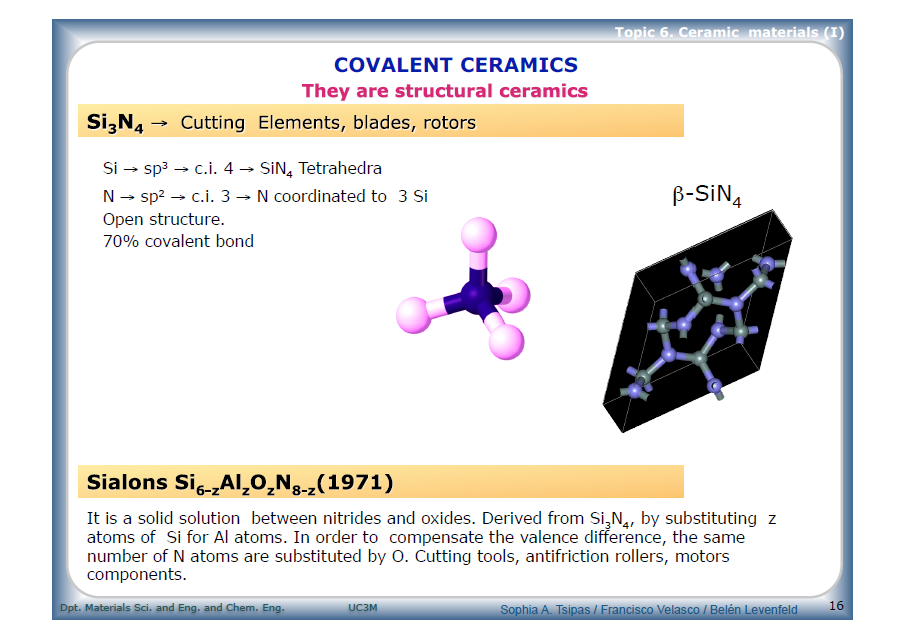 Topic 6. Ceramic materials (I)
COVALENT CERAMICS
They are structural ceramics
Si₃N₄ → Cutting Elements, blades, rotors
Si → sp³ → c.i. 4 → SiN₄ Tetrahedra
N → sp² → c.i. 3 → N coordinated to 3 Si
Open structure.
70% covalent bond
β-SiN₄
Sialons Si₆₋zAlzOzN₈₋z(1971)
It is a solid solution between nitrides and oxides. Derived from Si₃N₄, by substituting z
atoms of Si for Al atoms. In order to compensate the valence difference, the same
number of N atoms are substituted by O. Cutting tools, antifriction rollers, motors
components.
Dpt. Materials Sci. and Eng. and Chem. Eng.
UC3M
Sophia A. Tsipas / Francisco Velasco / Belén Levenfeld
16